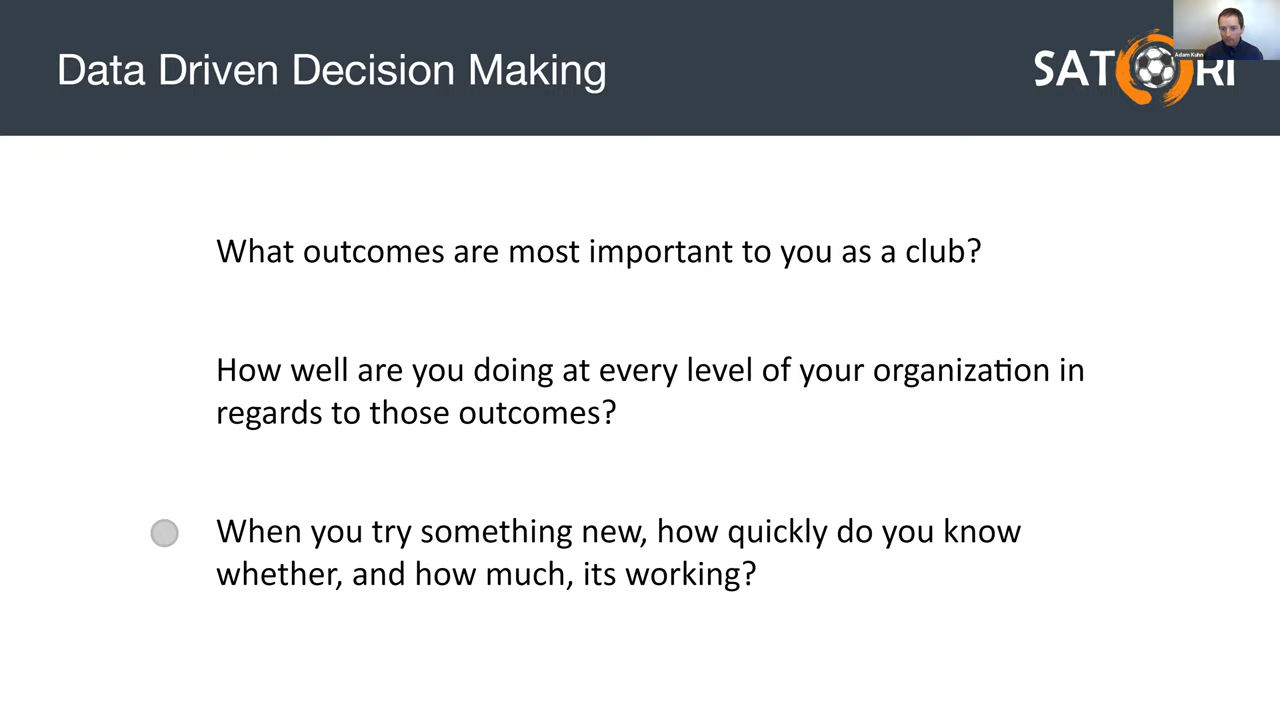 Data Driven Decision Making
SATORI
Adam Kuhn
What outcomes are most important to you as a club?
How well are you doing at every level of your organization in
regards to those outcomes?
When you try something new, how quickly do you know
whether, and how much, its working?